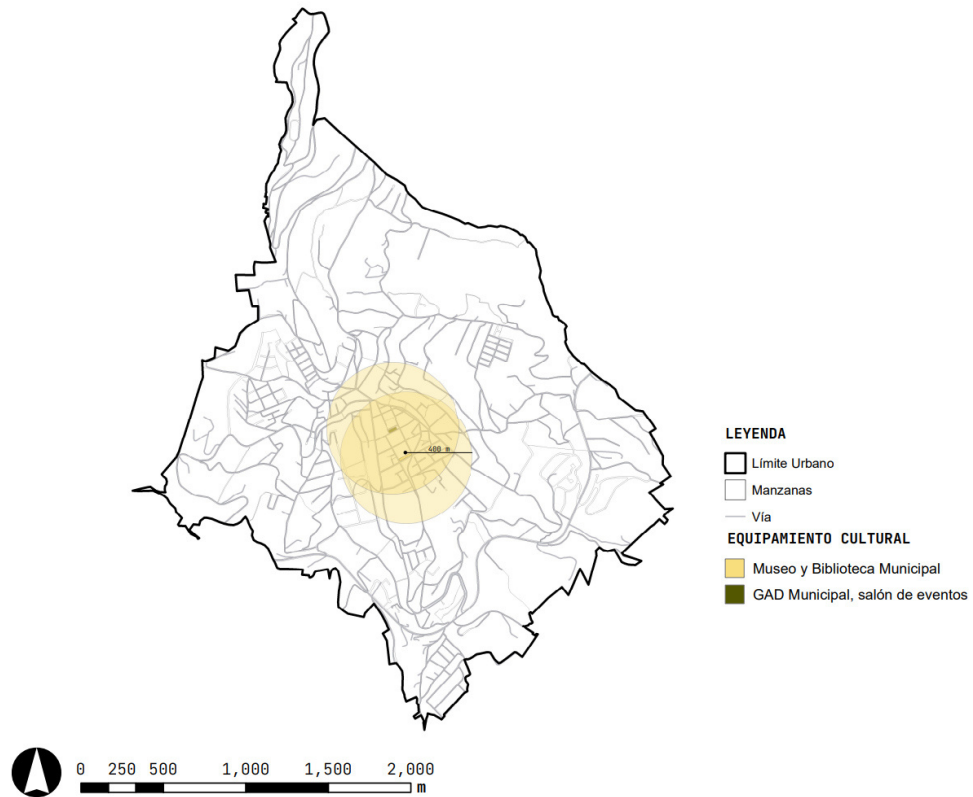 400 m
LEYENDA
Límite Urbano
Manzanas
Vía
EQUIPAMIENTO CULTURAL
Museo y Biblioteca Municipal
GAD Municipal, salón de eventos
0 250 500 1,000 1,500 2,000
m